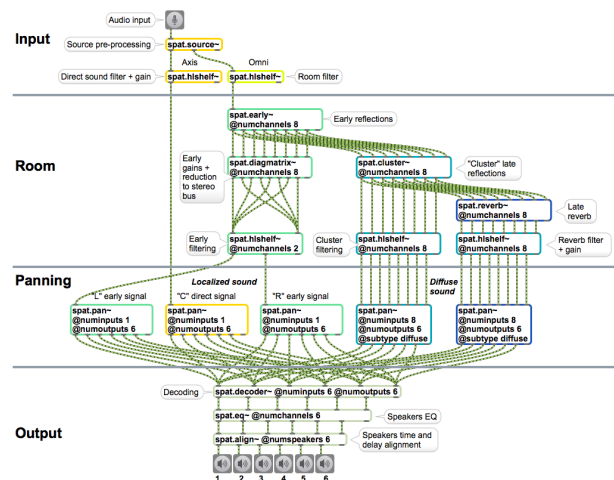 Audio input
Input
Source pre-processing
spat.source~
Axis
Omni
Direct sound filter + gain
spat.hlshelf~
spat.hlshelf~
Room filter
spat.early~
@numchannels 8
Early reflections
Room
Early
gains +
reduction
to stereo
bus
spat.diagmatrix~
@numchannels 8
spat.cluster~
@numchannels 8
"Cluster" late
reflections
spat.reverb~
@numchannels 8
Late
reverb
Early
filtering
spat.hlshelf~
@numchannels 2
Cluster
filtering
spat.hlshelf~
@numchannels 8
spat.hlshelf~
@numchannels 8
Reverb filter
+ gain
Panning
Localized sound
Diffuse
sound
"L" early signal
"C" direct signal
"R" early signal
spat.pan~
@numinputs 1
@numoutputs 6
spat.pan~
@numinputs 1
@numoutputs 6
spat.pan~
@numinputs 1
@numoutputs 6
spat.pan~
@numinputs 8
@numoutputs 6
@subtype diffuse
spat.pan~
@numinputs 8
@numoutputs 6
@subtype diffuse
Decoding
spat.decoder~ @numinputs 6 @numoutputs 6
spat.eq~ @numchannels 6
Speakers EQ
Output
spat.align~ @numspeakers 6
Speakers time and
delay alignment
1 2 3 4 5 6